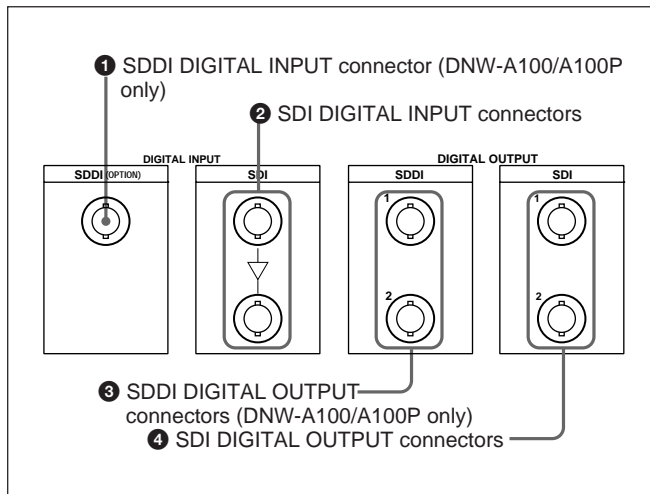 ❶ SDDI DIGITAL INPUT connector (DNW-A100/A100P
only)
❷ SDI DIGITAL INPUT connectors
DIGITAL INPUT
DIGITAL OUTPUT
SDDI (OPTION)
SDI
SDDI
SDI
1
1
2
2
❸ SDDI DIGITAL OUTPUT
connectors (DNW-A100/A100P only)
❹ SDI DIGITAL OUTPUT connectors